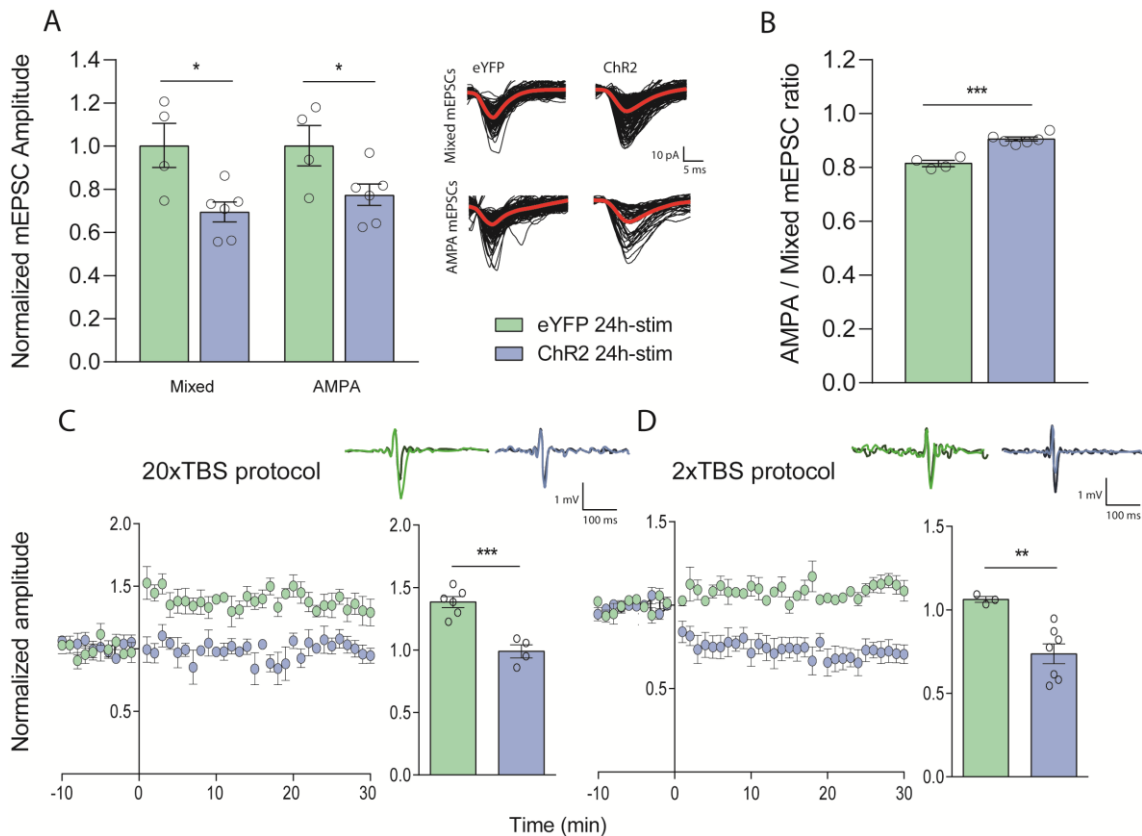 A
Normalized mEPSC Amplitude
1.4
1.2
1.0
0.8
0.6
0.4
0.2
0.0
*
*
Mixed
AMPA
eYFP
ChR2
Mixed mEPSCs
10 pA
5 ms
AMPA mEPSCs
eYFP 24h-stim
ChR2 24h-stim
B
AMPA / Mixed mEPSC ratio
1.2
1.0
0.8
0.6
0.4
0.2
0.0
***
C
20xTBS protocol
1 mV
100 ms
Normalized amplitude
2.0
1.5
1.0
0.5
-10
0
10
20
30
2.0
1.5
1.0
0.5
0.0
***
D
2xTBS protocol
1 mV
100 ms
1.5
1.0
0.5
-10
0
10
20
30
1.5
1.0
0.5
0.0
**
Time (min)